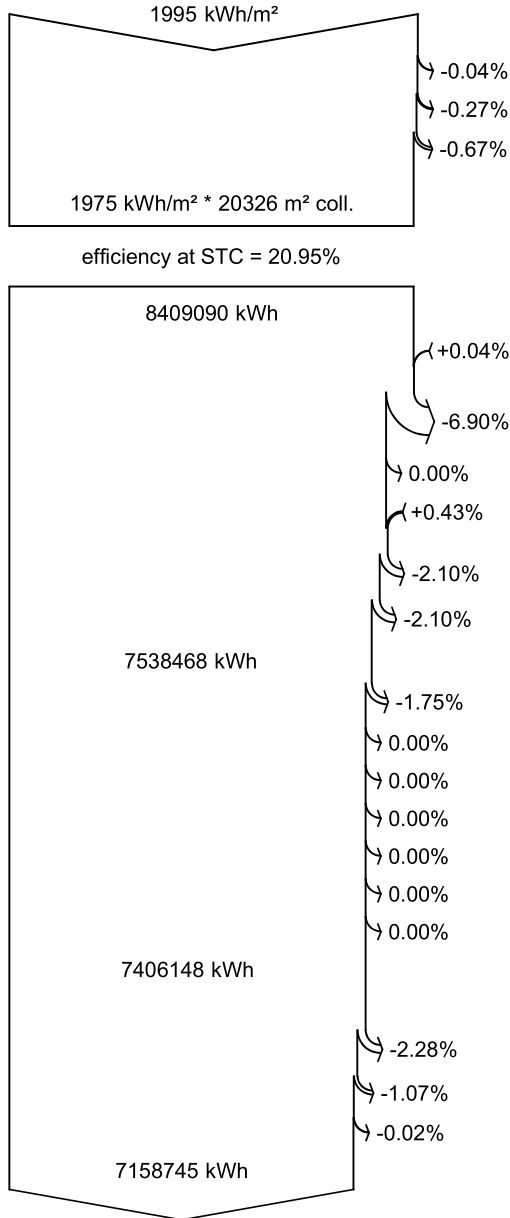 1995 kWh/m²
-0.04%
-0.27%
-0.67%
1975 kWh/m² * 20326 m² coll.
efficiency at STC = 20.95%
8409090 kWh
+0.04%
-6.90%
0.00%
+0.43%
-2.10%
-2.10%
7538468 kWh
-1.75%
0.00%
0.00%
0.00%
0.00%
0.00%
0.00%
7406148 kWh
-2.28%
-1.07%
-0.02%
7158745 kWh